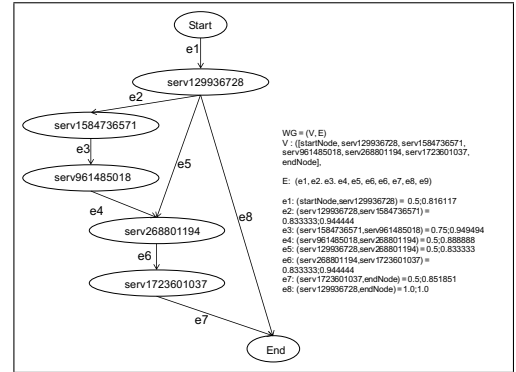 Start
e1
serv129936728
e2
serv1584736571
e3
e5
serv961485018
e4
e8
serv268801194
e6
serv1723601037
e7
End
WG = (V, E)
V : ([startNode, serv129936728, serv1584736571,
serv961485018, serv268801194, serv1723601037,
endNode],
E: (e1, e2. e3. e4, e5, e6, e6, e7, e8, e9)
e1: (startNode,serv129936728) = 0.5;0.816117
e2: (serv129936728,serv1584736571) =
0.833333;0.944444
e3: (serv1584736571,serv961485018) = 0.75;0.949494
e4: (serv961485018,serv268801194) = 0.5;0.888888
e5: (serv129936728,serv268801194) = 0.5;0.833333
e6: (serv268801194,serv1723601037) =
0.833333;0.944444
e7: (serv1723601037,endNode) = 0.5;0.851851
e8: (serv129936728,endNode) = 1.0;1.0